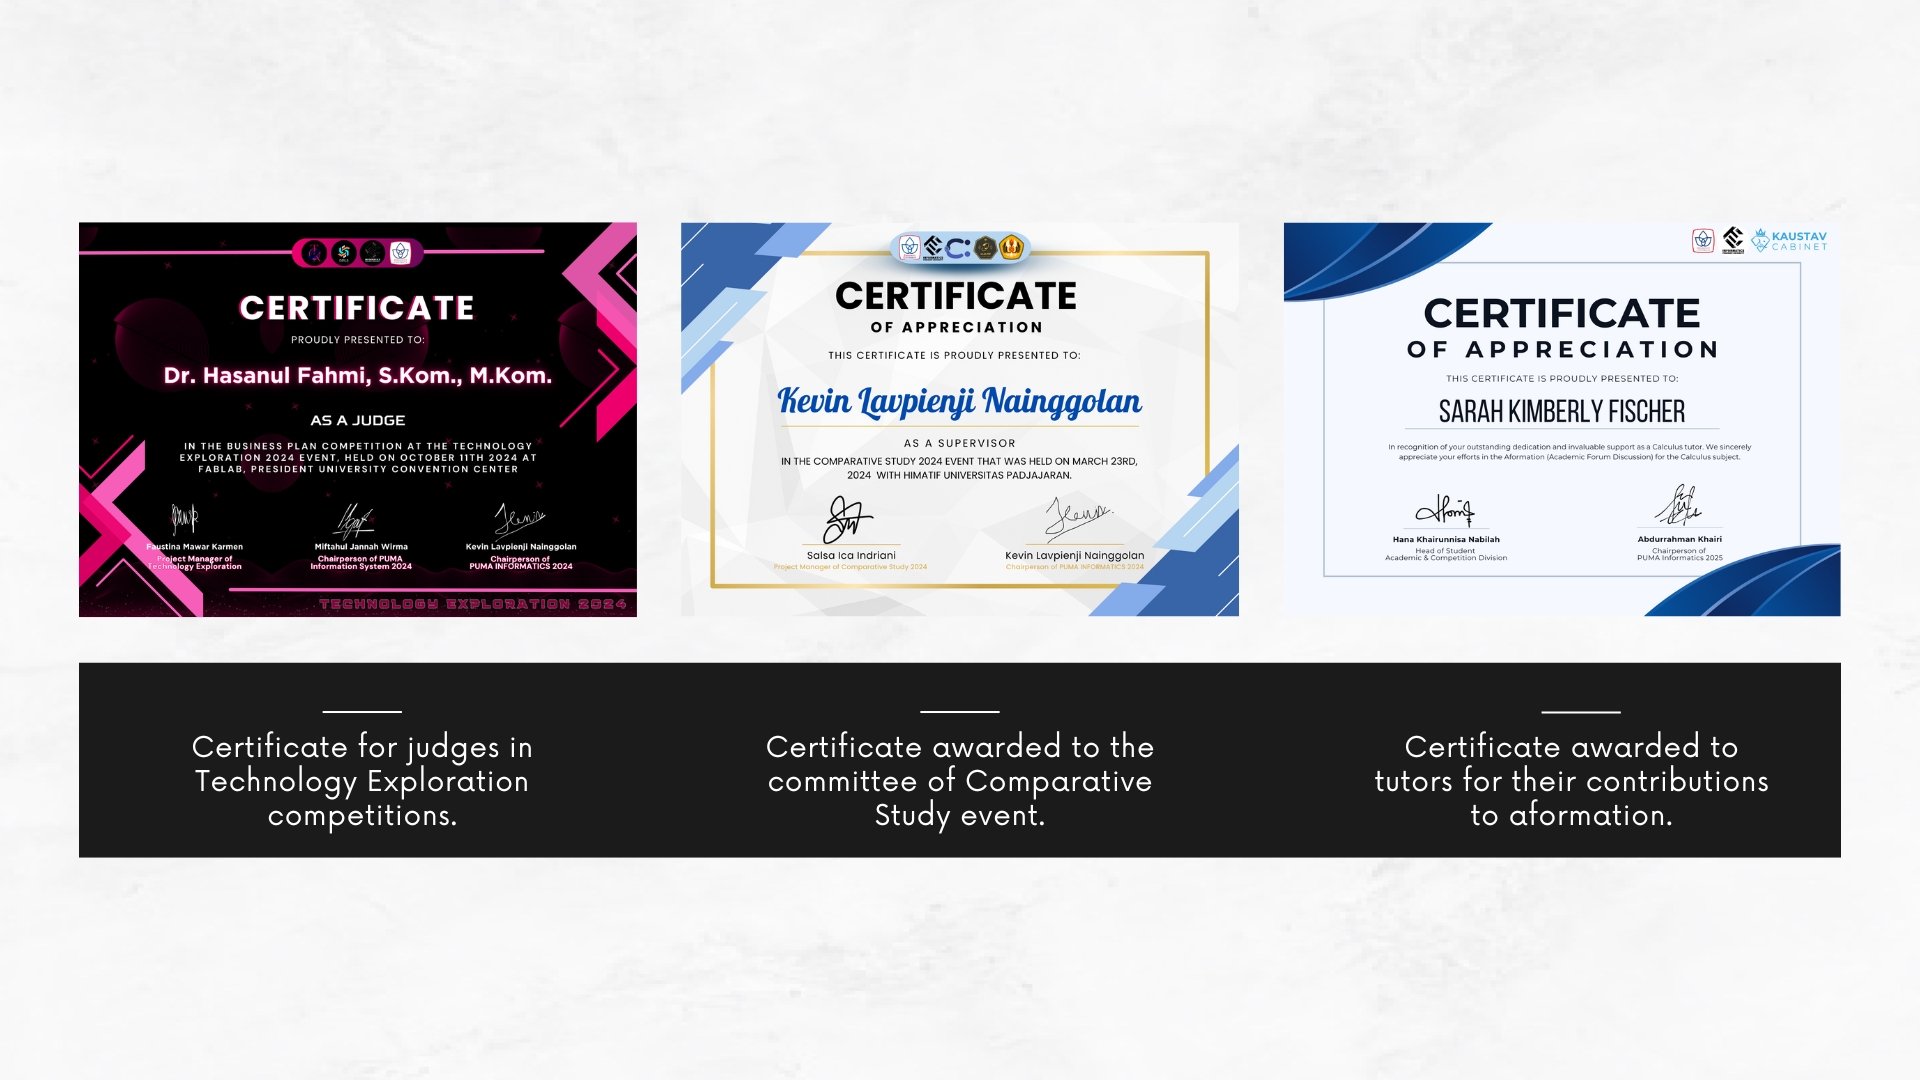 CERTIFICATE
PROUDLY PRESENTED TO:
Dr. Hasanul Fahmi, S.Kom., M.Kom.
AS A JUDGE
IN THE BUSINESS PLAN COMPETITION AT THE TECHNOLOGY
EXPLORATION 2024 EVENT, HELD ON OCTOBER 11TH 2024 AT
FABLAB, PRESIDENT UNIVERSITY CONVENTION CENTER
Faustina Mawar Karmen
Project Manager of
Technology Exploration
Miftahul Jannah Wirma
Chairperson of PUMA
Information System 2024
Kevin Lavpienji Nainggolan
Chairperson of
PUMA INFORMATICS 2024
TECHNOLOGY EXPLORATION 2024
CERTIFICATE
OF APPRECIATION
THIS CERTIFICATE IS PROUDLY PRESENTED TO:
Kevin Lavpienji Nainggolan
AS A SUPERVISOR
IN THE COMPARATIVE STUDY 2024 EVENT THAT WAS HELD ON MARCH 23RD,
2024 WITH HIMATIF UNIVERSITAS PADJAJARAN.
Salsa Ica Indriani
Project Manager of Comparative Study 2024
Kevin Lavpienji Nainggolan
Chairperson of PUMA INFORMATICS 2024
KAUSTAV
CABINET
CERTIFICATE
OF APPRECIATION
THIS CERTIFICATE IS PROUDLY PRESENTED TO:
SARAH KIMBERLY FISCHER
In recognition of your outstanding dedication and invaluable support as a Calculus tutor. We sincerely
appreciate your efforts in the Aformation (Academic Forum Discussion) for the Calculus subject.
Hana Khairunnisa Nabilah
Head of Student
Academic & Competition Division
Abdurrahman Khairi
Chairperson of
PUMA Informatics 2025
Certificate for judges in
Technology Exploration
competitions.
Certificate awarded to the
committee of Comparative
Study event.
Certificate awarded to
tutors for their contributions
to aformation.